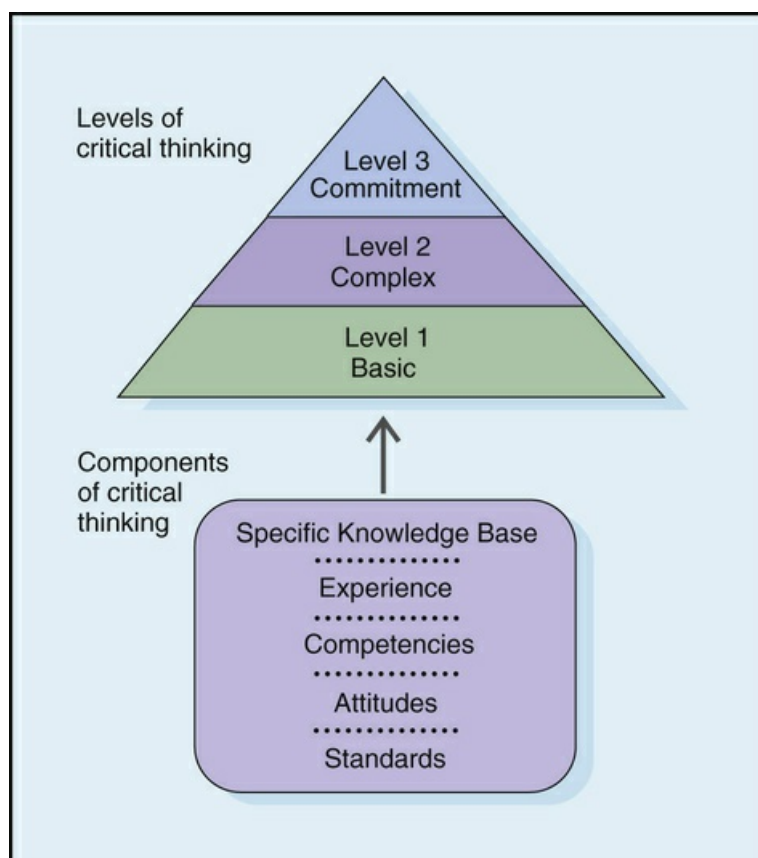 Levels of
critical thinking
Level 3
Commitment
Level 2
Complex
Level 1
Basic
Components
of critical
thinking
Specific Knowledge Base
Experience
Competencies
Attitudes
Standards